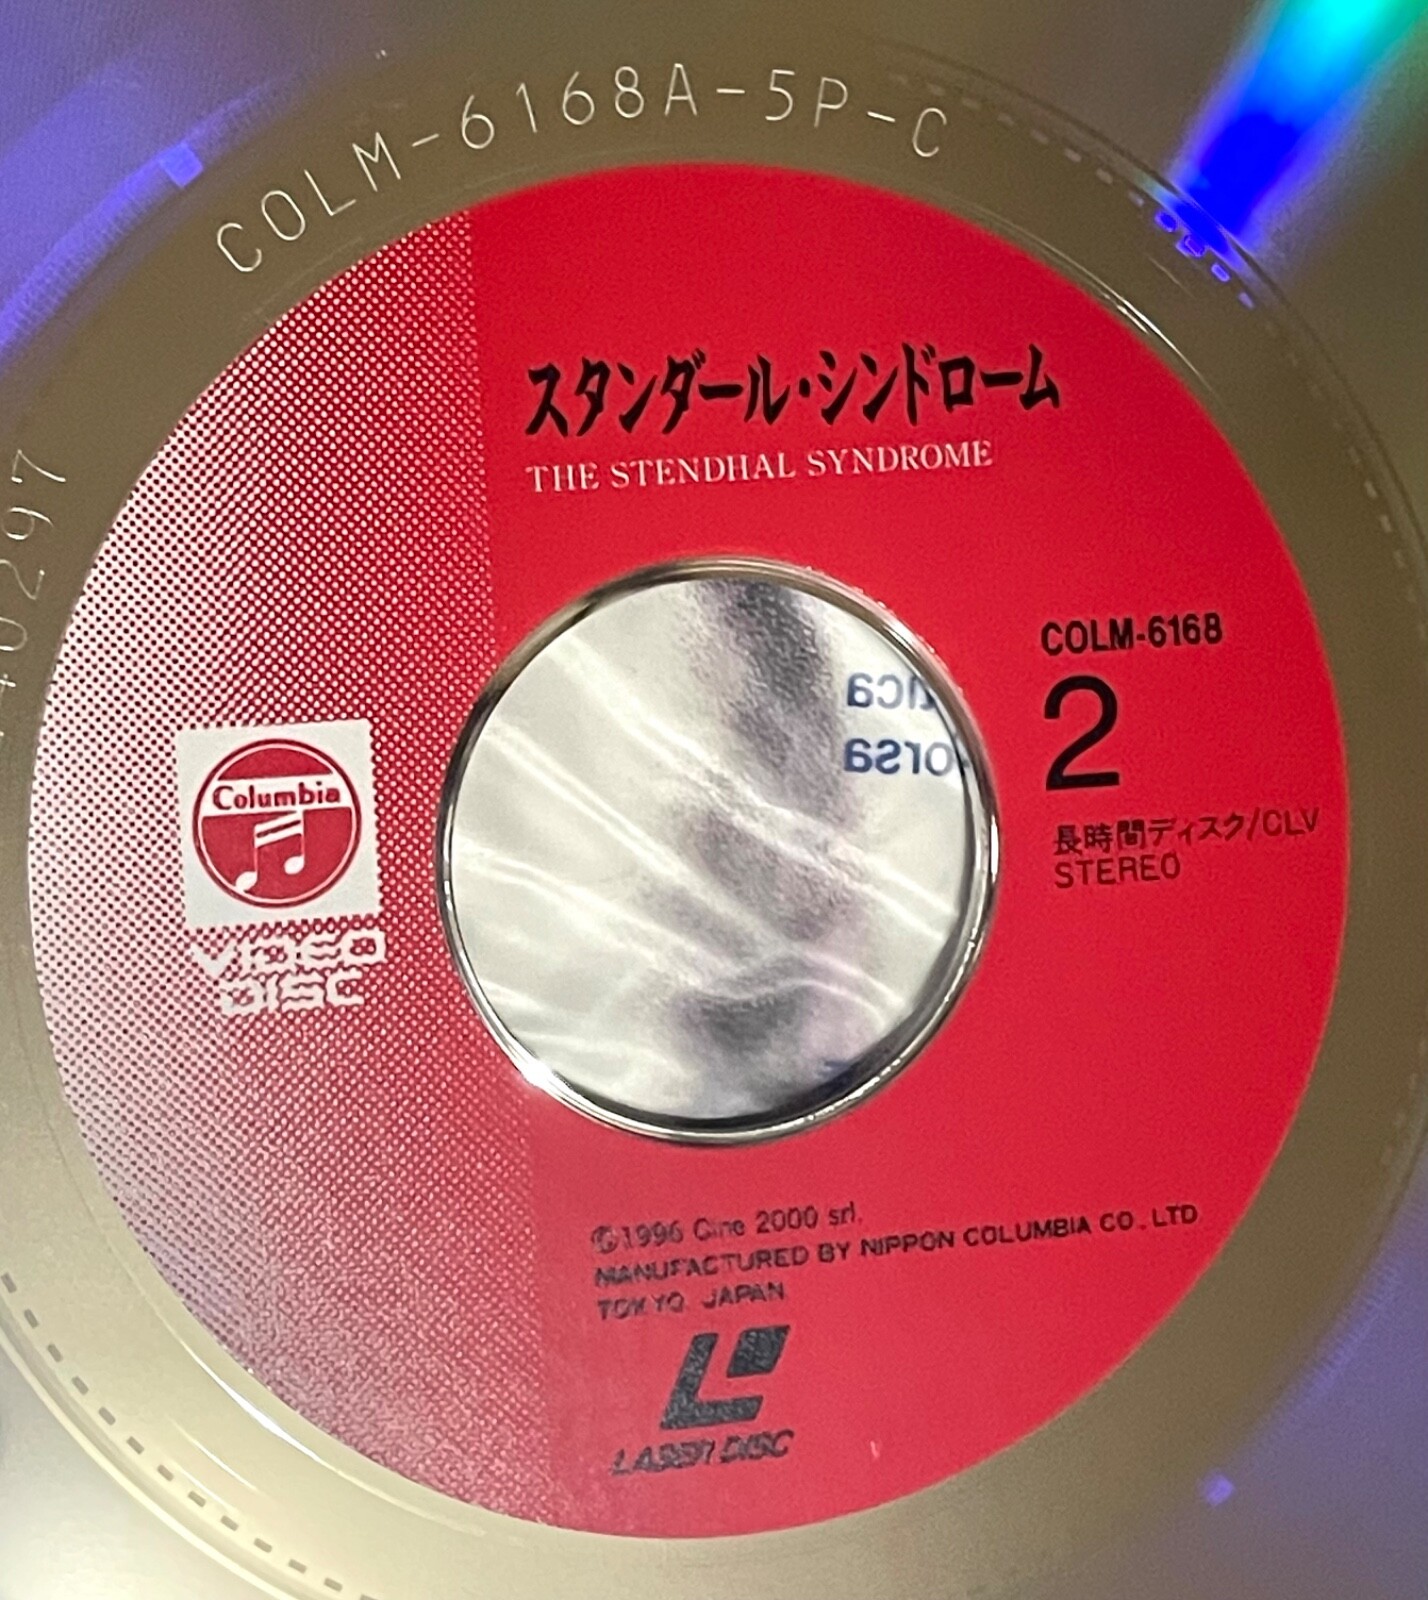 COLM-6168A-5P-C
40297
スタンダール・シンドローム
THE STENDHAL SYNDROME
COLM-6168
2
長時間ディスク/CLV
STEREO
Columbia
VIDEO
DISC
©1996 Cine 2000 srl.
MANUFACTURED BY NIPPON COLUMBIA CO., LTD
TOKYO, JAPAN
LASER DISC